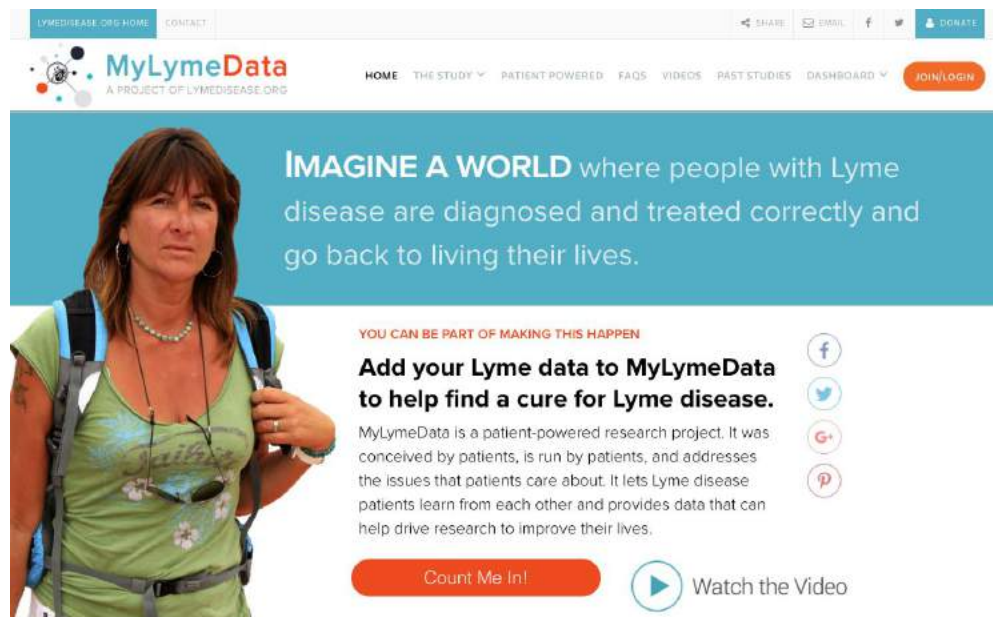 LYMEDISEASE.ORG HOME CONTACT SHARE EMAIL DONATE
MyLymeData
A PROJECT OF LYMEDISEASE.ORG
HOME THE STUDY PATIENT POWERED FAQS VIDEOS PAST STUDIES DASHBOARD JOIN/LOGIN
IMAGINE A WORLD where people with Lyme
disease are diagnosed and treated correctly and
go back to living their lives.
YOU CAN BE PART OF MAKING THIS HAPPEN
Add your Lyme data to MyLymeData
to help find a cure for Lyme disease.
MyLymeData is a patient-powered research project. It was
conceived by patients, is run by patients, and addresses
the issues that patients care about. It lets Lyme disease
patients learn from each other and provides data that can
help drive research to improve their lives.
Count Me In!
Watch the Video